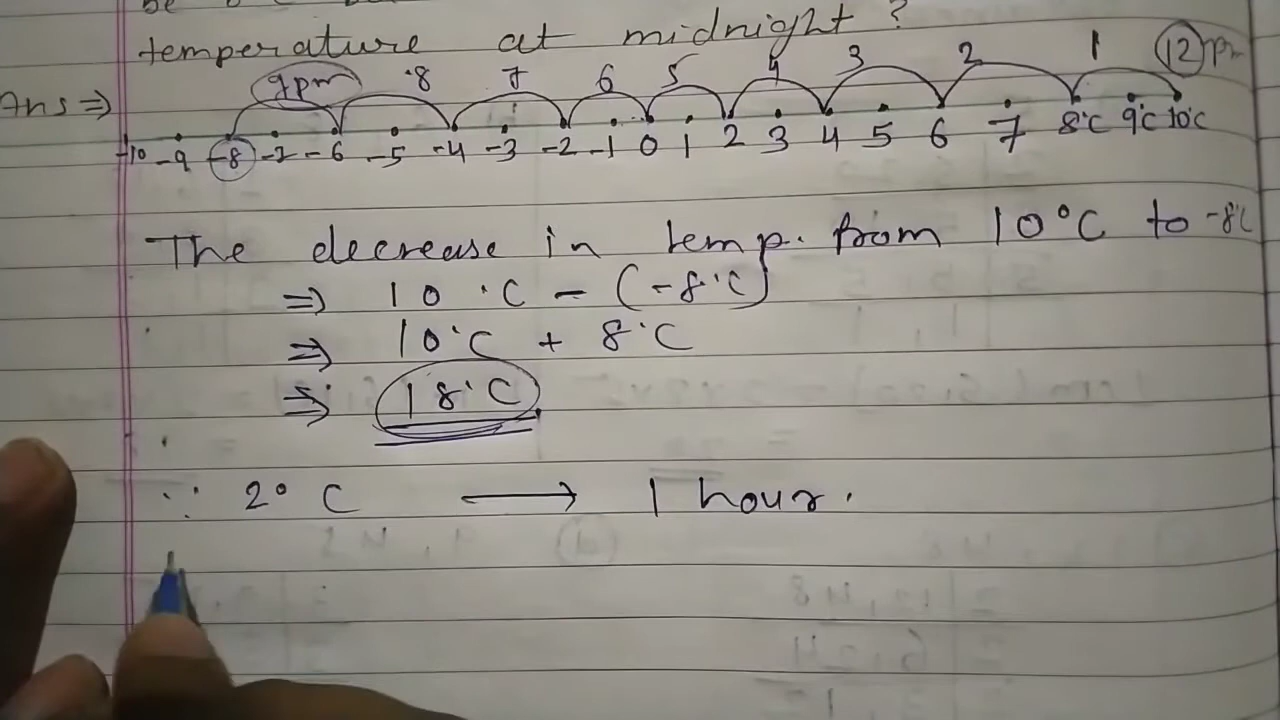 temperature at midnight ?
9pm 8 7 6 5 4 3 2 1 12 pm
Ans ⇒
-10 -9 -8 -7 -6 -5 -4 -3 -2 -1 0 1 2 3 4 5 6 7 8°C 9°C 10°C
The decrease in temp. from 10°C to -8°C
⇒ 10°C - (-8°C)
⇒ 10°C + 8°C
⇒ 18°C
∵ 2°C → 1 hour.